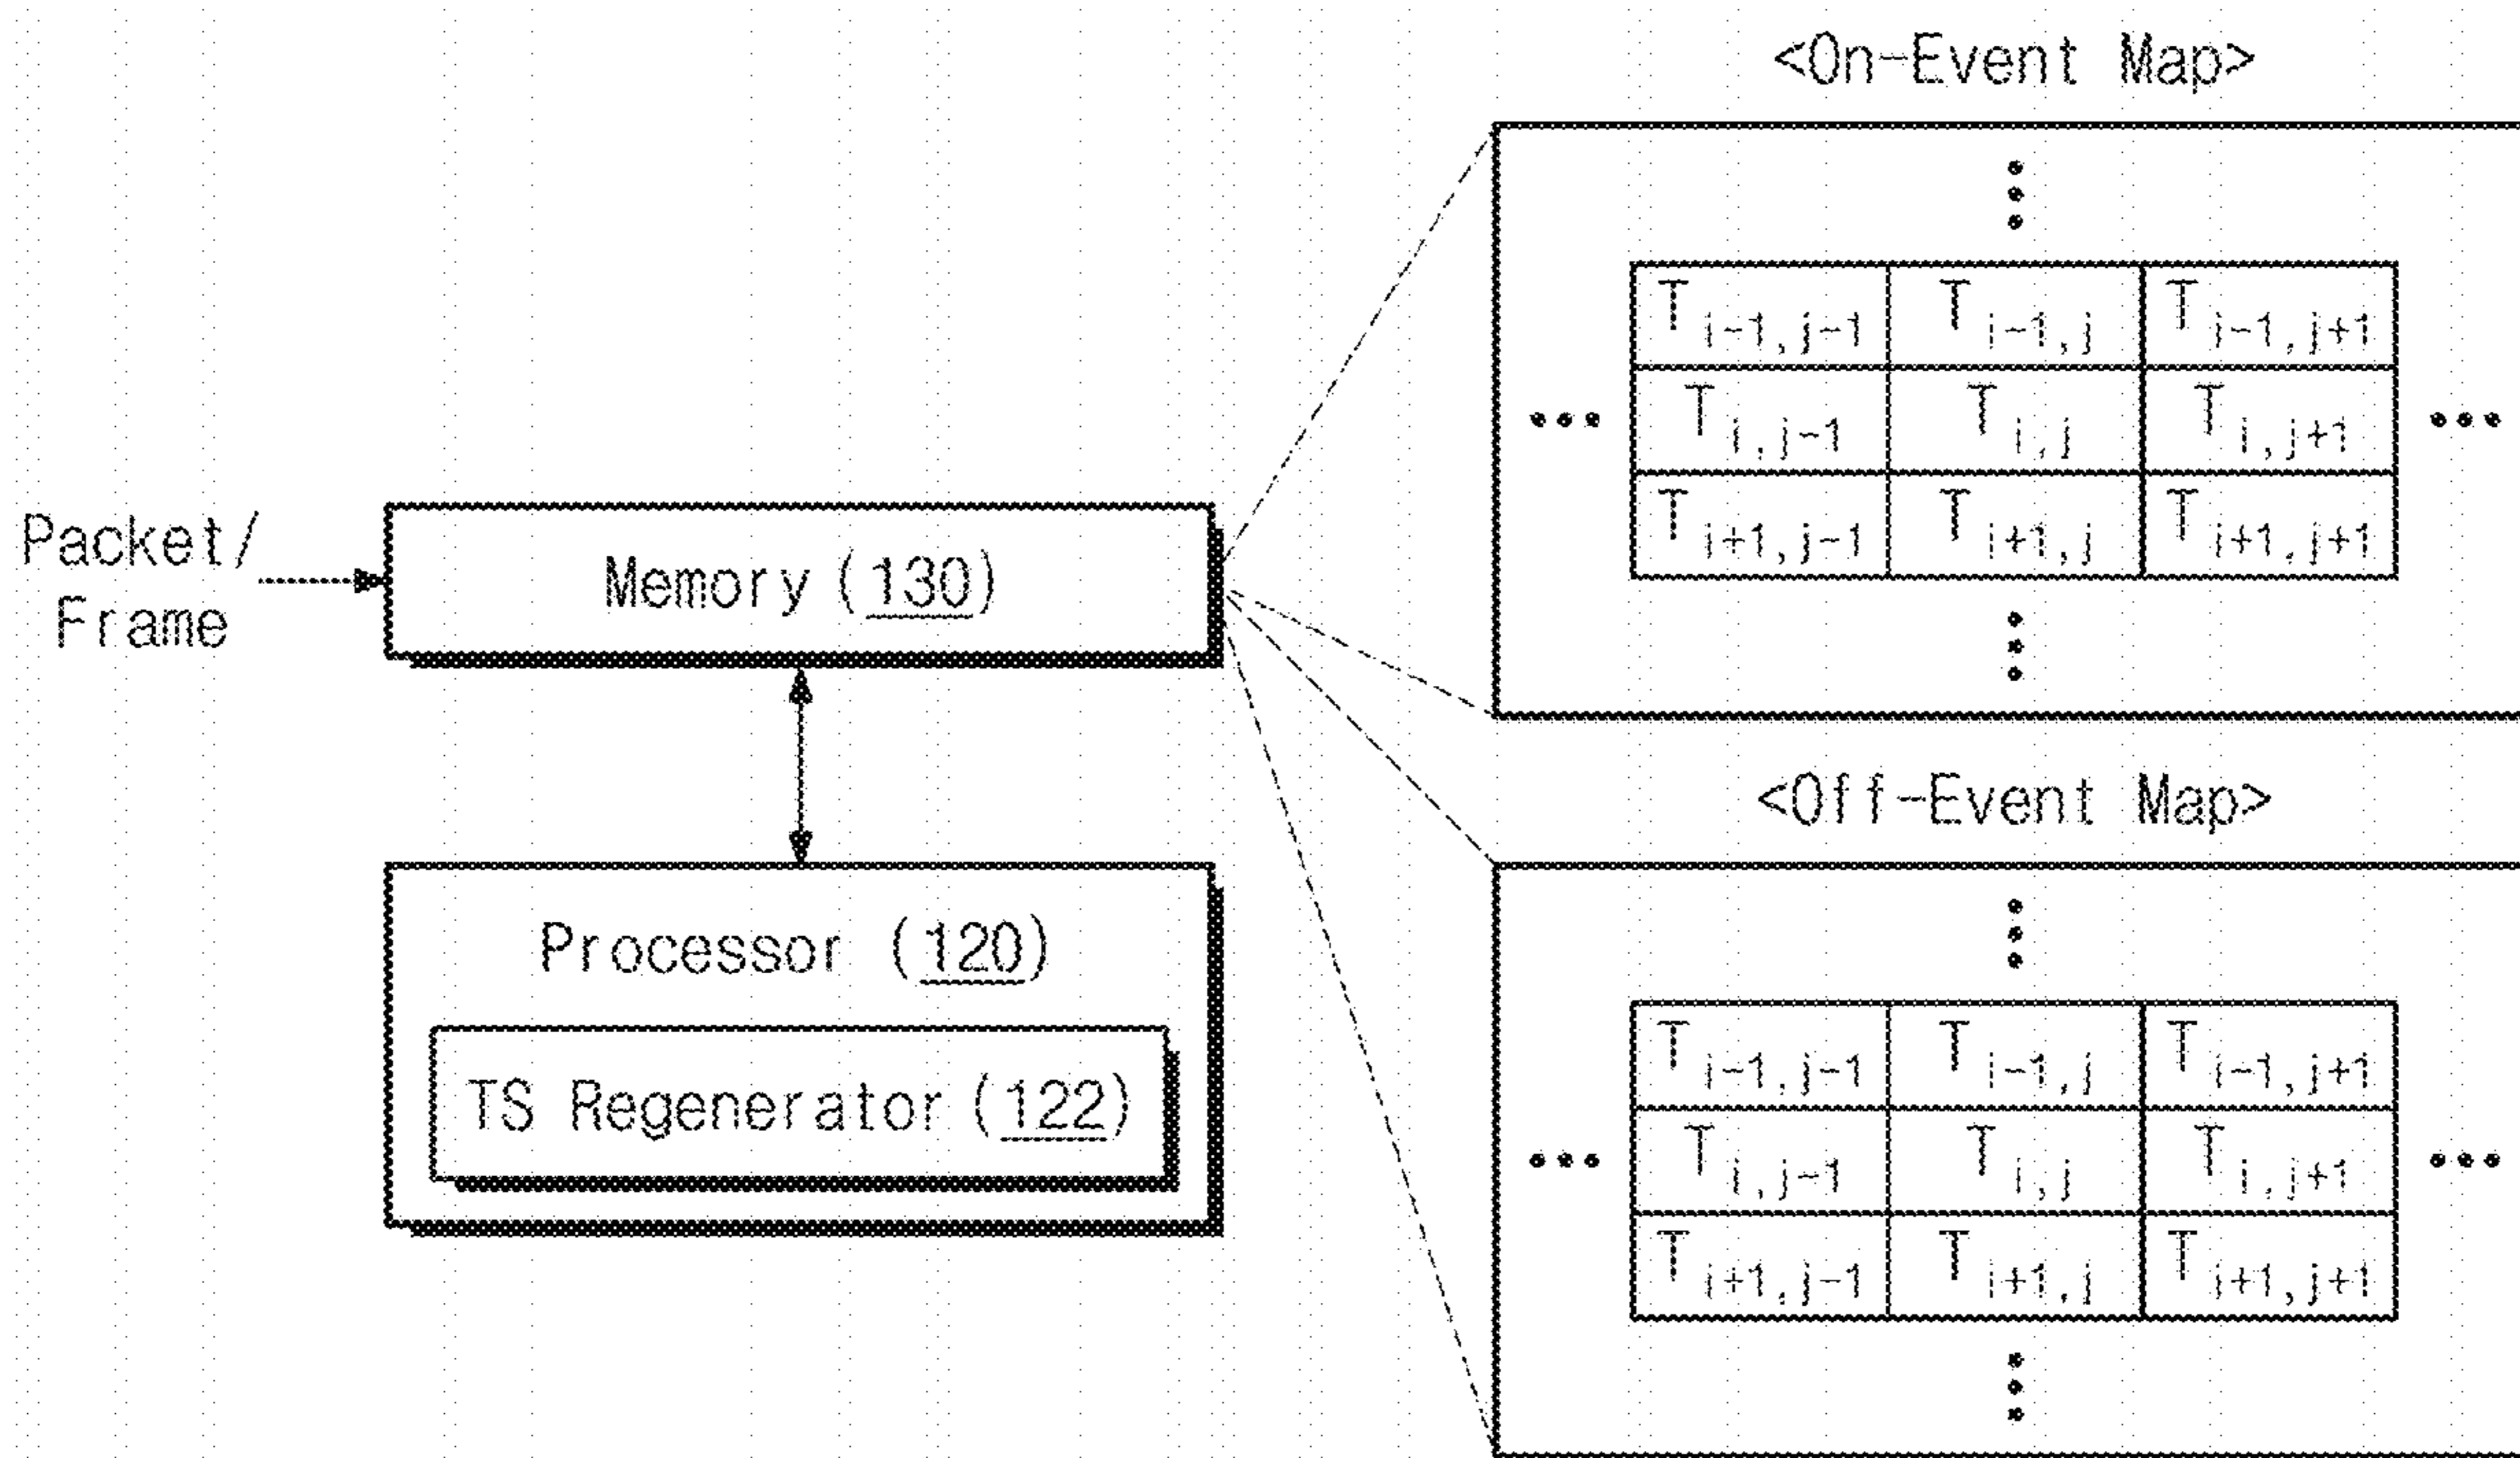 <On-Event Map>
T i-1,j-1 T i-1,j T i-1,j+1
T i,j-1 T i,j T i,j+1
T i+1,j-1 T i+1,j T i+1,j+1
Packet/
Frame
Memory (130)
Processor (120)
TS Regenerator (122)
<Off-Event Map>
T i-1,j-1 T i-1,j T i-1,j+1
T i,j-1 T i,j T i,j+1
T i+1,j-1 T i+1,j T i+1,j+1